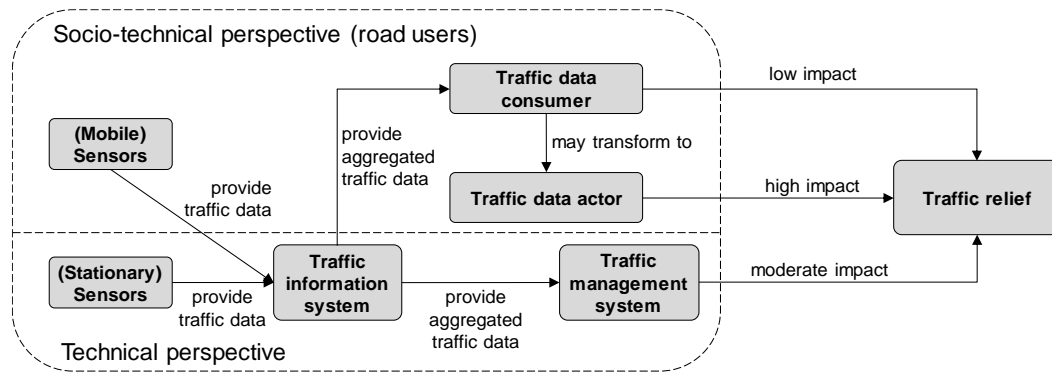 Socio-technical perspective (road users)
Traffic data
consumer
low impact
(Mobile)
Sensors
provide
aggregated
traffic data
may transform to
provide
traffic data
Traffic data actor
high impact
Traffic relief
(Stationary)
Sensors
provide
traffic data
Traffic
information
system
provide
aggregated
traffic data
Traffic
management
system
moderate impact
Technical perspective